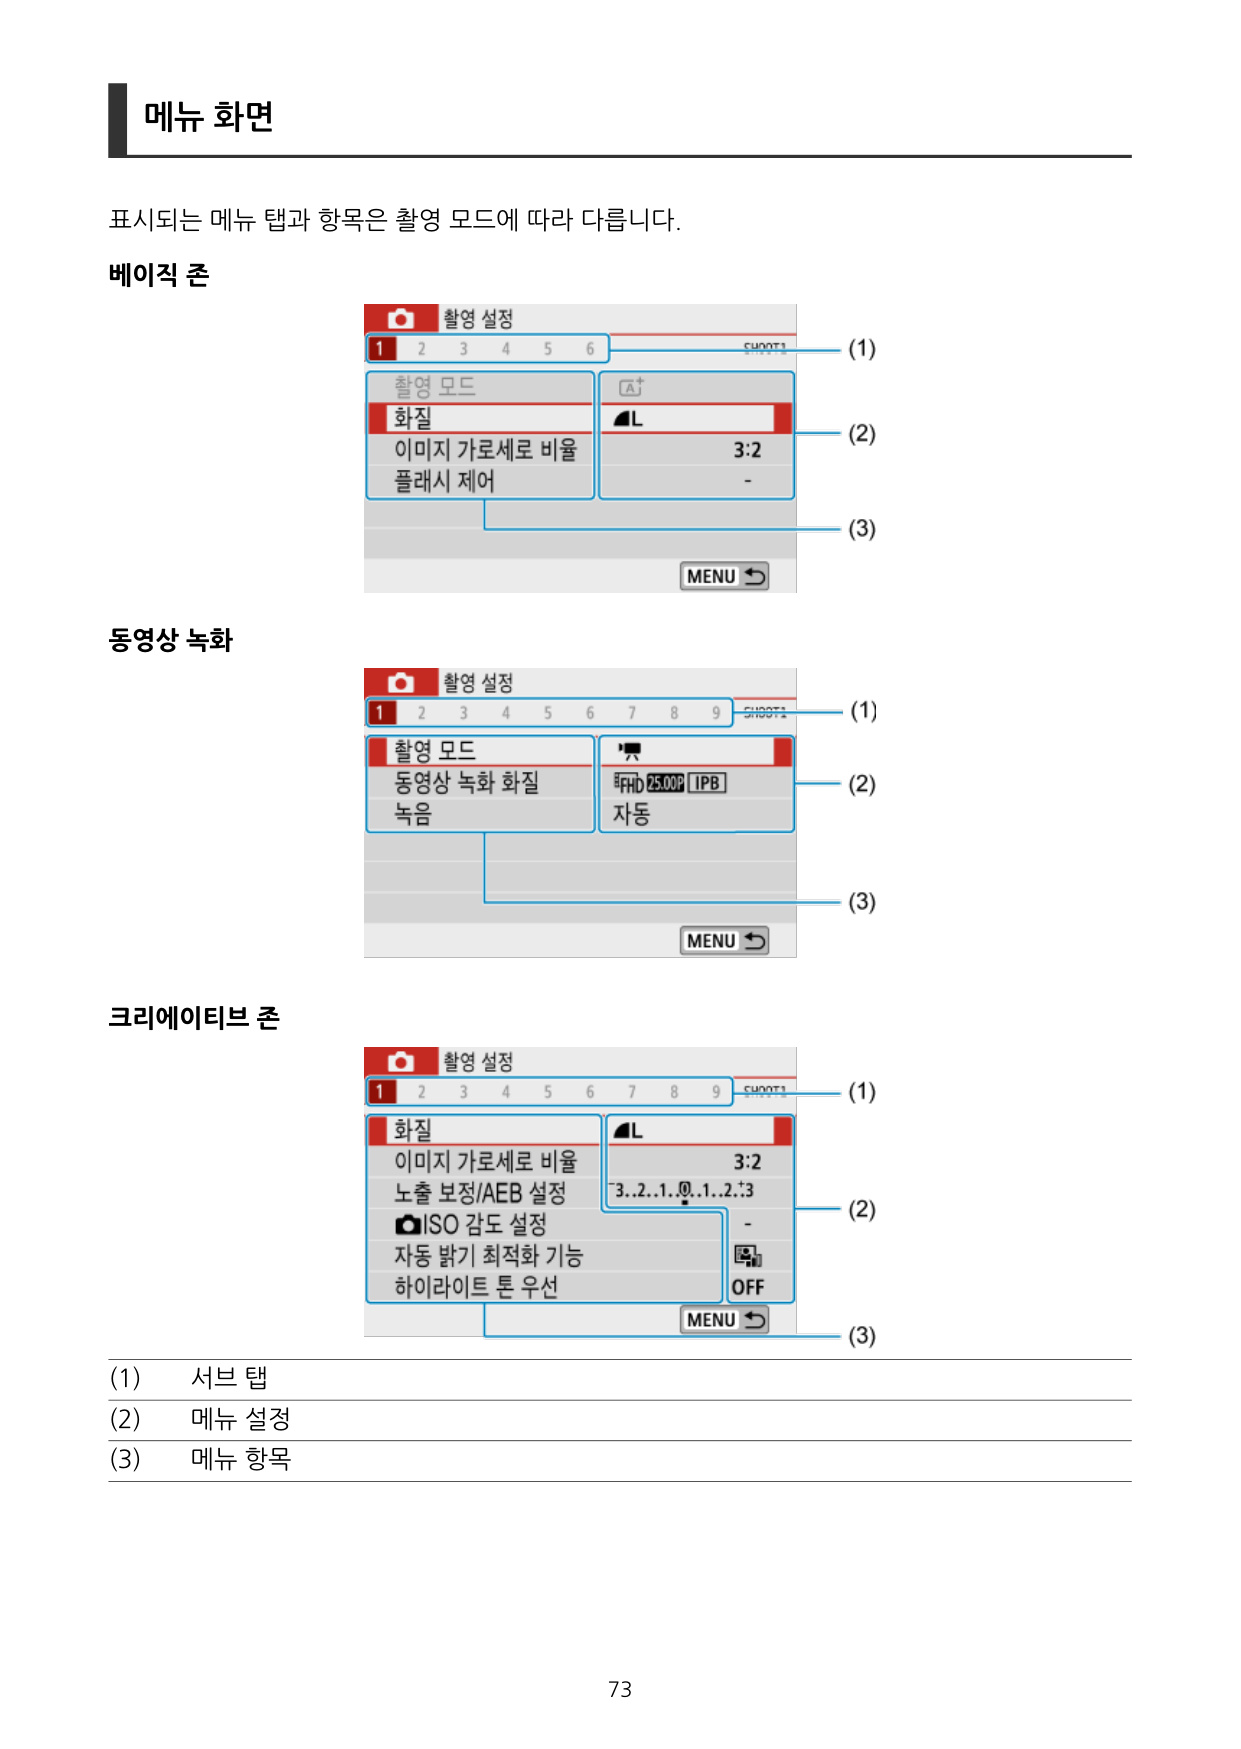 메뉴 화면
표시되는 메뉴 탭과 항목은 촬영 모드에 따라 다릅니다.
베이직 존
촬영 설정
1 2 3 4 5 6 SHOOT1 (1)
촬영 모드 A+
화질 L
(2)
이미지 가로세로 비율 3:2
플래시 제어 -
(3)
MENU
동영상 녹화
촬영 설정
1 2 3 4 5 6 7 8 9 SHOOT1 (1)
촬영 모드
동영상 녹화 화질 FHD 25.00P IPB (2)
녹음 자동
(3)
MENU
크리에이티브 존
촬영 설정
1 2 3 4 5 6 7 8 9 SHOOT1 (1)
화질 L
이미지 가로세로 비율 3:2
노출 보정/AEB 설정 -3..2..1..0..1..2..+3
(2)
ISO 감도 설정 -
자동 밝기 최적화 기능
하이라이트 톤 우선 OFF
MENU
(3)
(1) 서브 탭
(2) 메뉴 설정
(3) 메뉴 항목
73